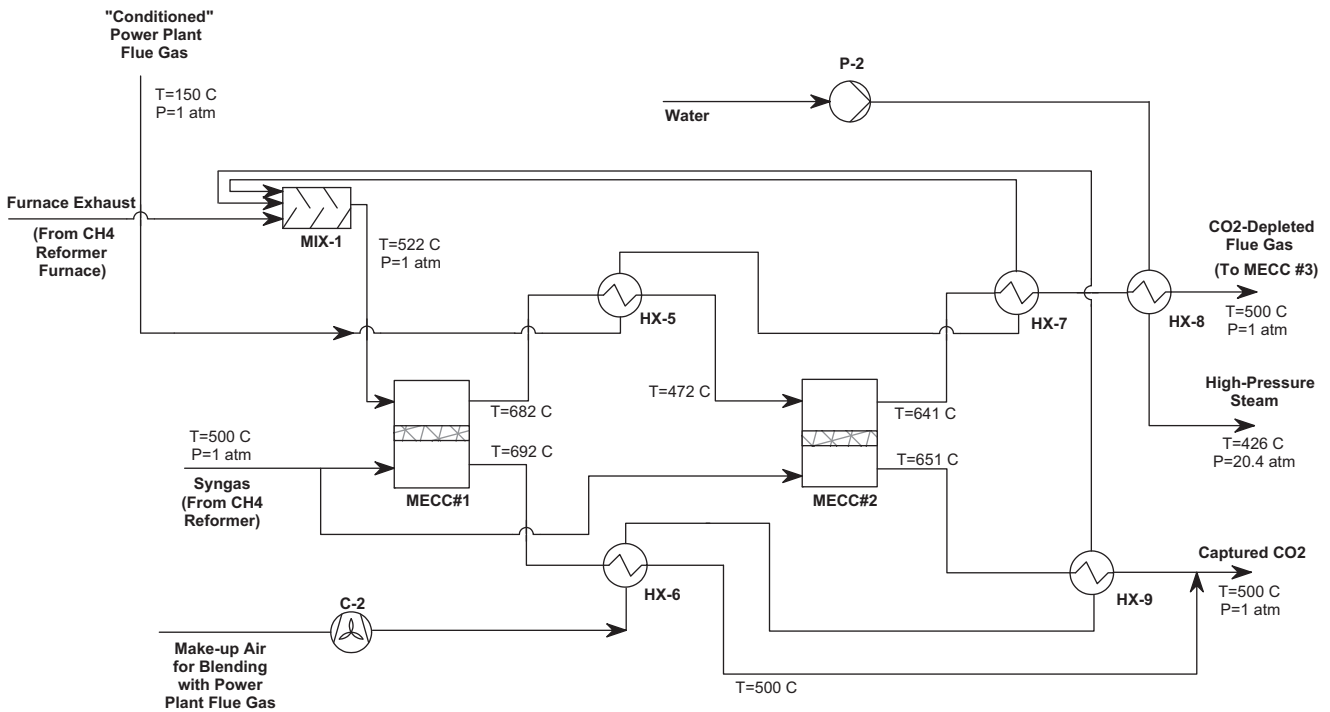 "Conditioned"
Power Plant
Flue Gas
T=150 C
P=1 atm
P-2
Water
Furnace Exhaust
(From CH4
Reformer
Furnace)
MIX-1
T=522 C
P=1 atm
HX-5
HX-7
HX-8
CO2-Depleted
Flue Gas
(To MECC #3)
T=500 C
P=1 atm
T=682 C
T=472 C
T=641 C
High-Pressure
Steam
T=426 C
P=20.4 atm
T=500 C
P=1 atm
Syngas
(From CH4
Reformer)
T=692 C
MECC#1
T=651 C
MECC#2
HX-6
HX-9
Captured CO2
T=500 C
P=1 atm
C-2
Make-up Air
for Blending
with Power
Plant Flue Gas
T=500 C